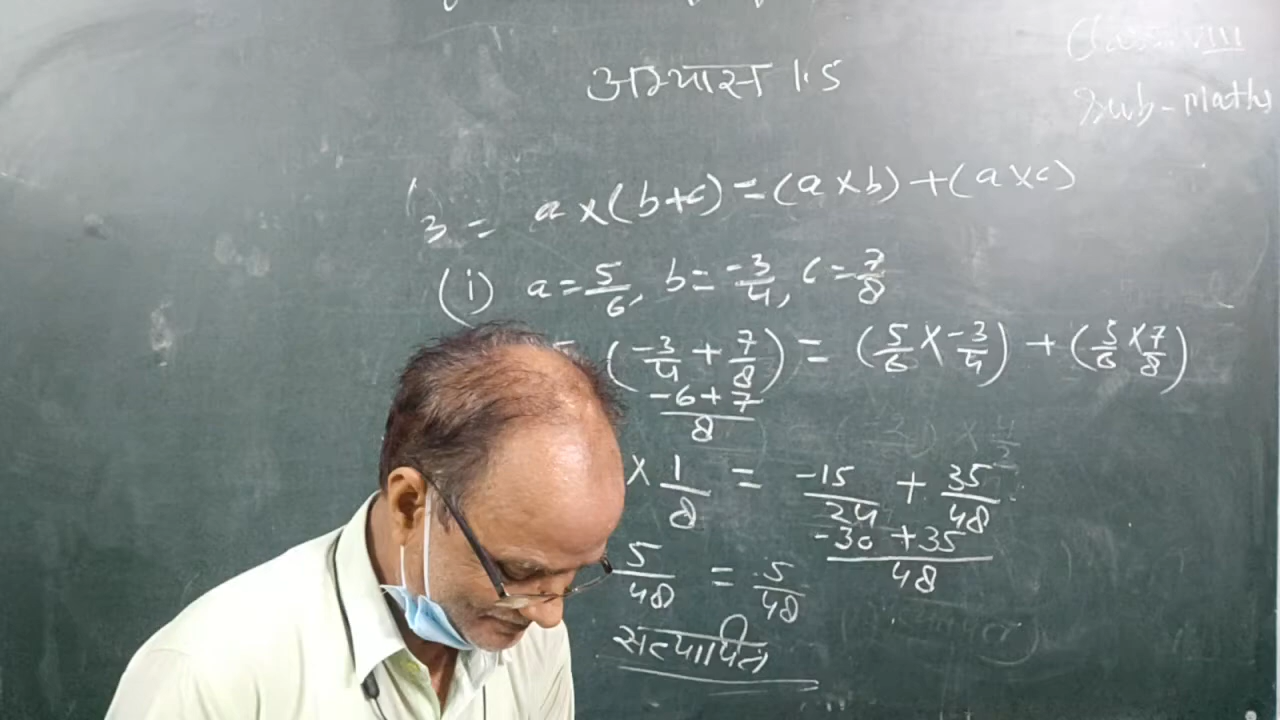 Class-VIII
अभ्यास 1.5
Sub-Maths
3= a×(b+c)=(a×b)+(a×c)
(i) a=5/6, b=-3/4, c=7/8
(-3/4+7/8) = (5/6×-3/4)+(5/6×7/8)
-6+7/8
×1/8 = -15/24+35/48
-30+35/48
5/48 = 5/48
सत्यापित